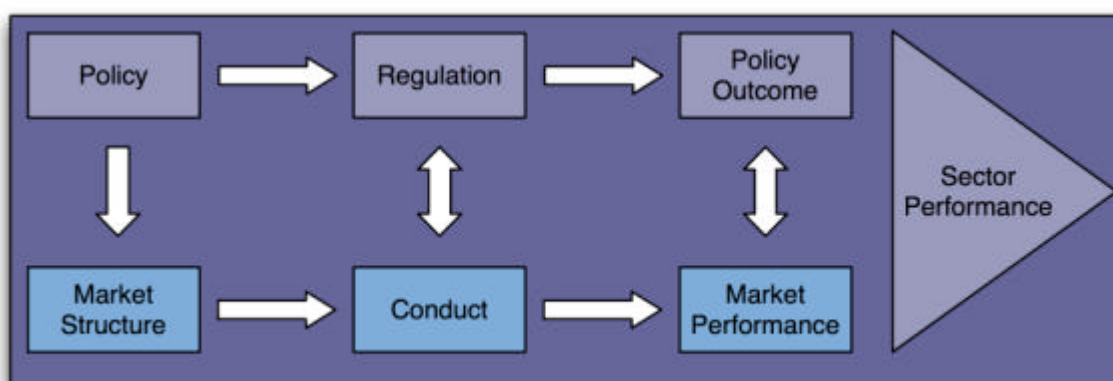 Policy
Regulation
Policy
Outcome
Sector
Performance
Market
Structure
Conduct
Market
Performance